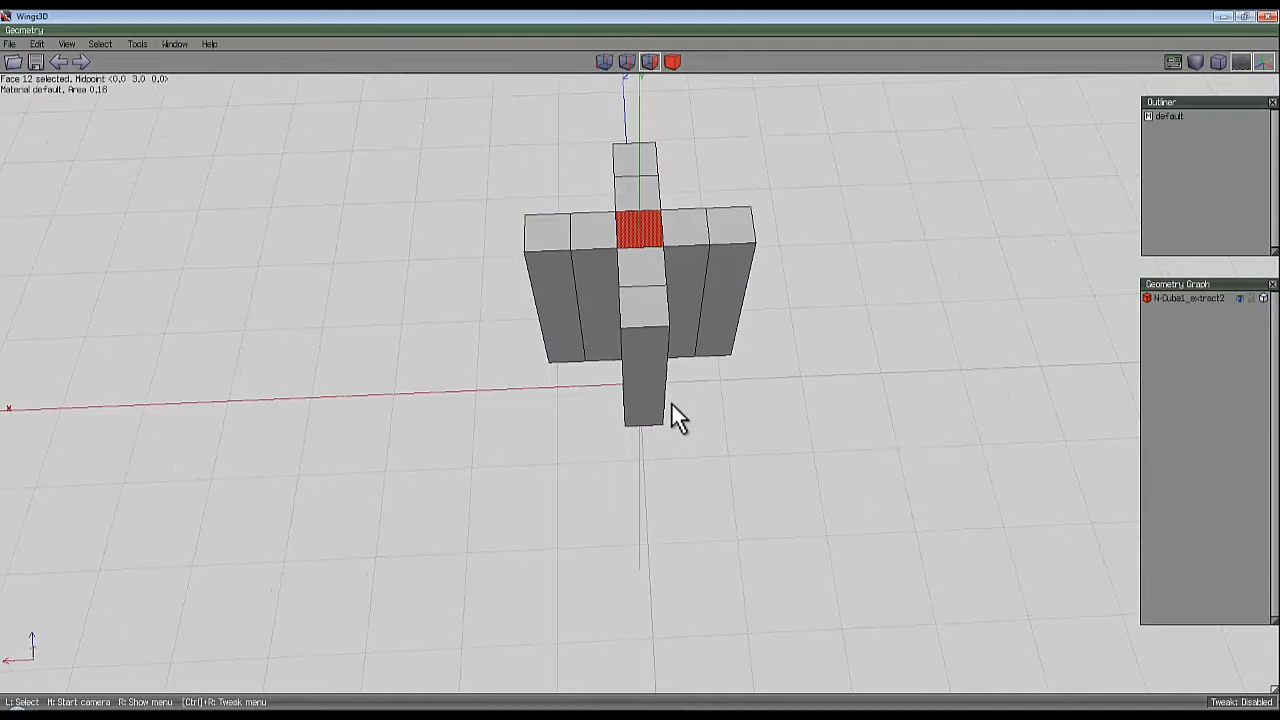 Wings3D
Geometry
File Edit View Select Tools Window Help
Face 12 selected. Midpoint <0.0 3.0 0.0>
Material default. Area 0.16
Z Y
Outliner
M default
Geometry Graph
N-Cube1_extract2
x
L: Select M: Start camera R: Show menu [Ctrl]+R: Tweak menu
Tweak: Disabled